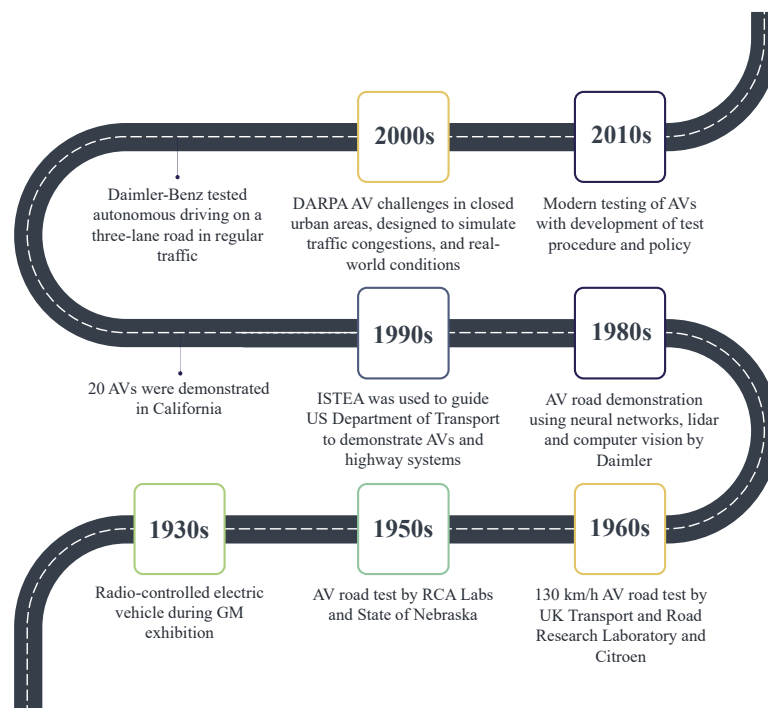 2000s
2010s
Daimler-Benz tested
autonomous driving on a
three-lane road in regular
traffic
DARPA AV challenges in closed
urban areas, designed to simulate
traffic congestions, and real-
world conditions
Modern testing of AVs
with development of test
procedure and policy
1990s
1980s
20 AVs were demonstrated
in California
ISTEA was used to guide
US Department of Transport
to demonstrate AVs and
highway systems
AV road demonstration
using neural networks, lidar
and computer vision by
Daimler
1930s
1950s
1960s
Radio-controlled electric
vehicle during GM
exhibition
AV road test by RCA Labs
and State of Nebraska
130 km/h AV road test by
UK Transport and Road
Research Laboratory and
Citroen